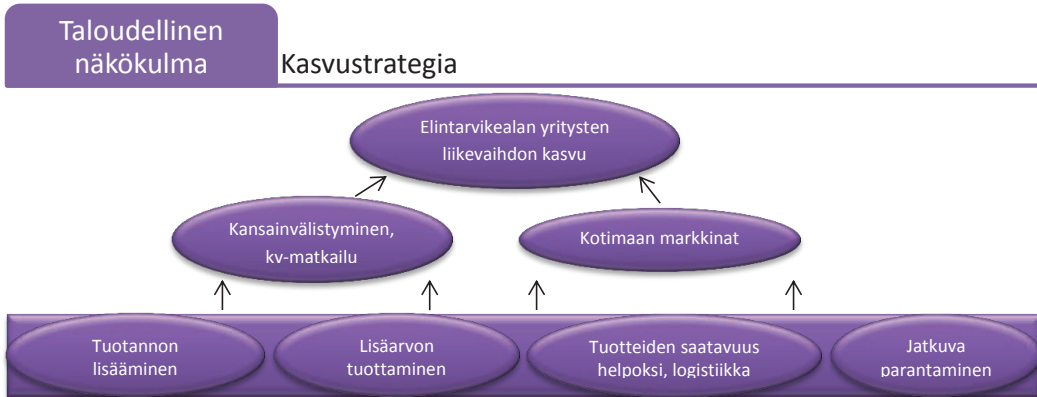 Taloudellinen
näkökulma
Kasvustrategia
Elintarvikealan yritysten
liikevaihdon kasvu
Kansainvälistyminen,
kv-matkailu
Kotimaan markkinat
Tuotannon
lisääminen
Lisäarvon
tuottaminen
Tuotteiden saatavuus
helpoksi, logistiikka
Jatkuva
parantaminen